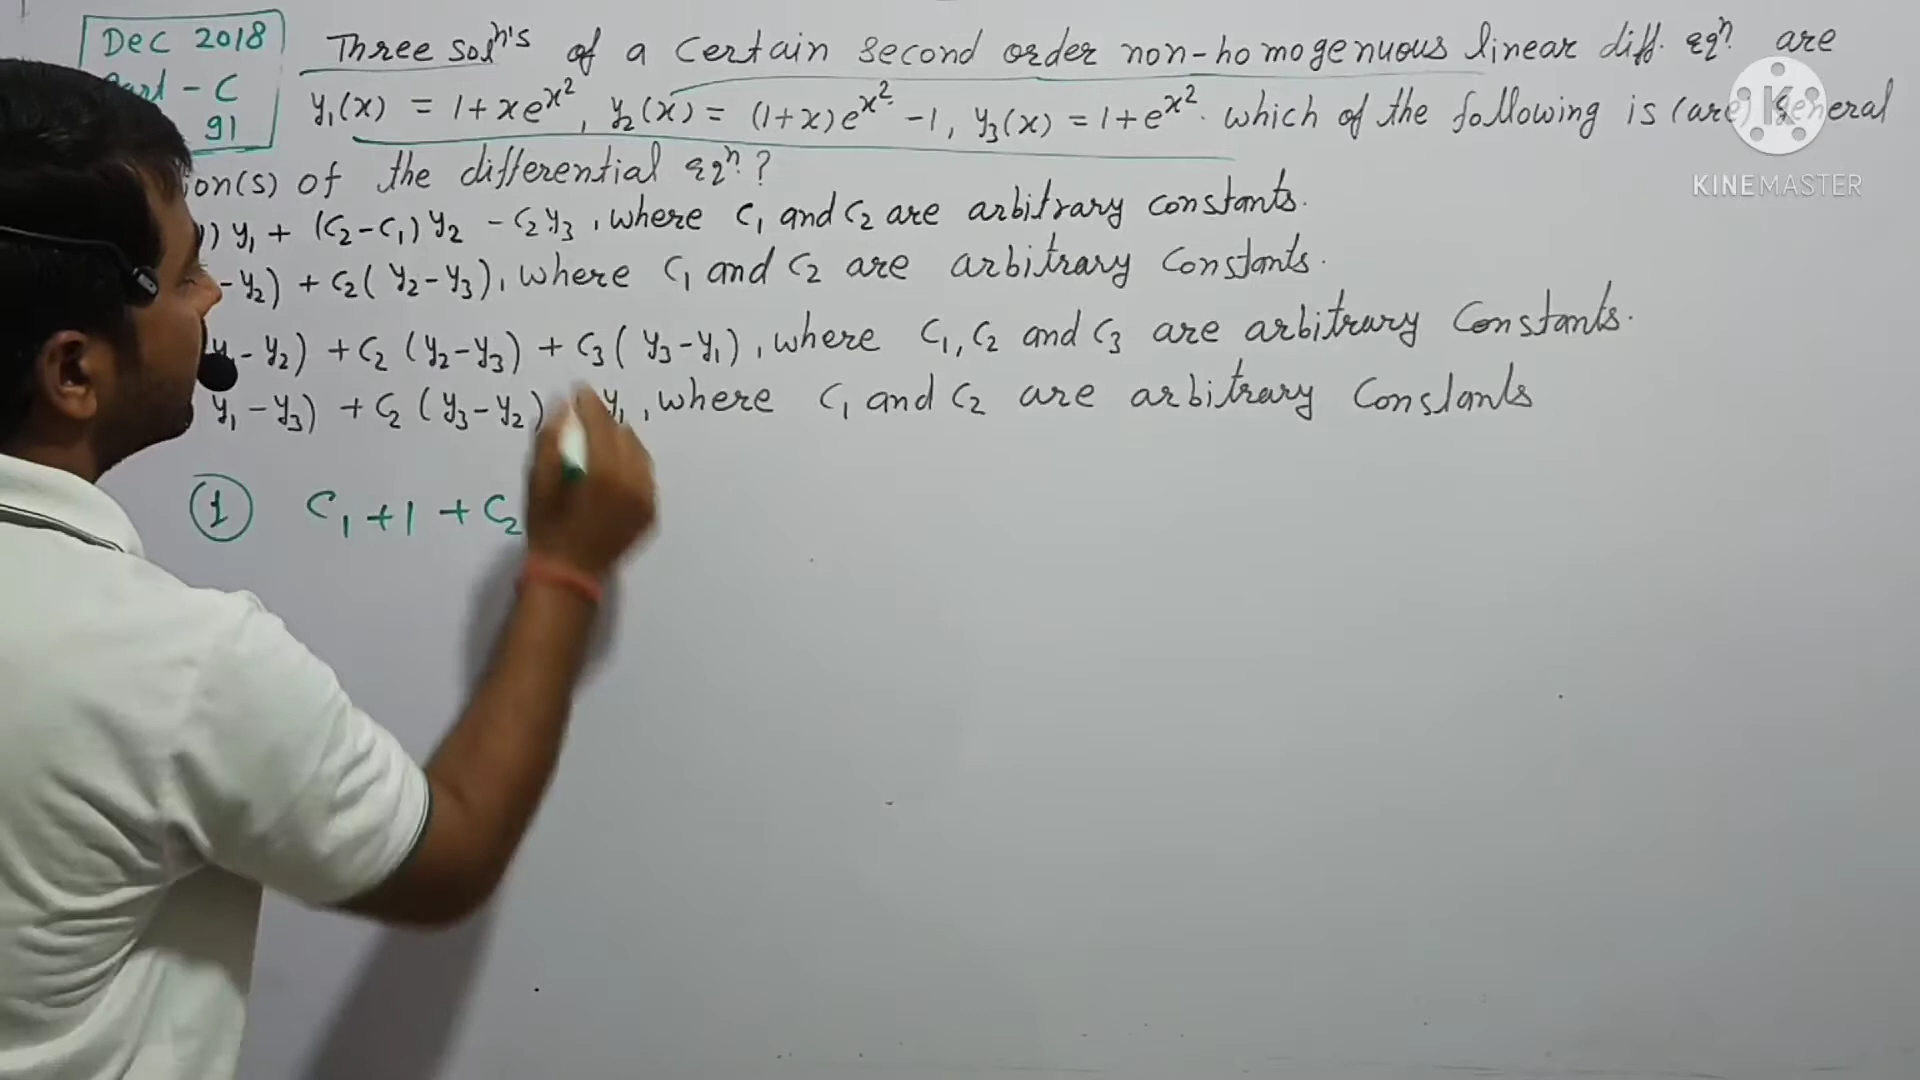 Dec 2018
Part - C
91
Three solⁿ's of a certain second order non-homogenuous linear diff. eqⁿ. are
y₁(x) = 1+xe^x², y₂(x) = (1+x)e^x² -1, y₃(x) = 1+e^x². which of the following is (are) general
ion(s) of the differential eqⁿ.?
) y₁ + (C₂-C₁)y₂ - C₂y₃, where C₁ and C₂ are arbitrary constants.
-y₂) + C₂(y₂-y₃), where C₁ and C₂ are arbitrary constants.
y₁-y₂) + C₂(y₂-y₃) + C₃(y₃-y₁), where C₁, C₂ and C₃ are arbitrary constants.
y₁-y₃) + C₂(y₃-y₂) y₁, where C₁ and C₂ are arbitrary constants
① C₁+1+C₂
KINEMASTER